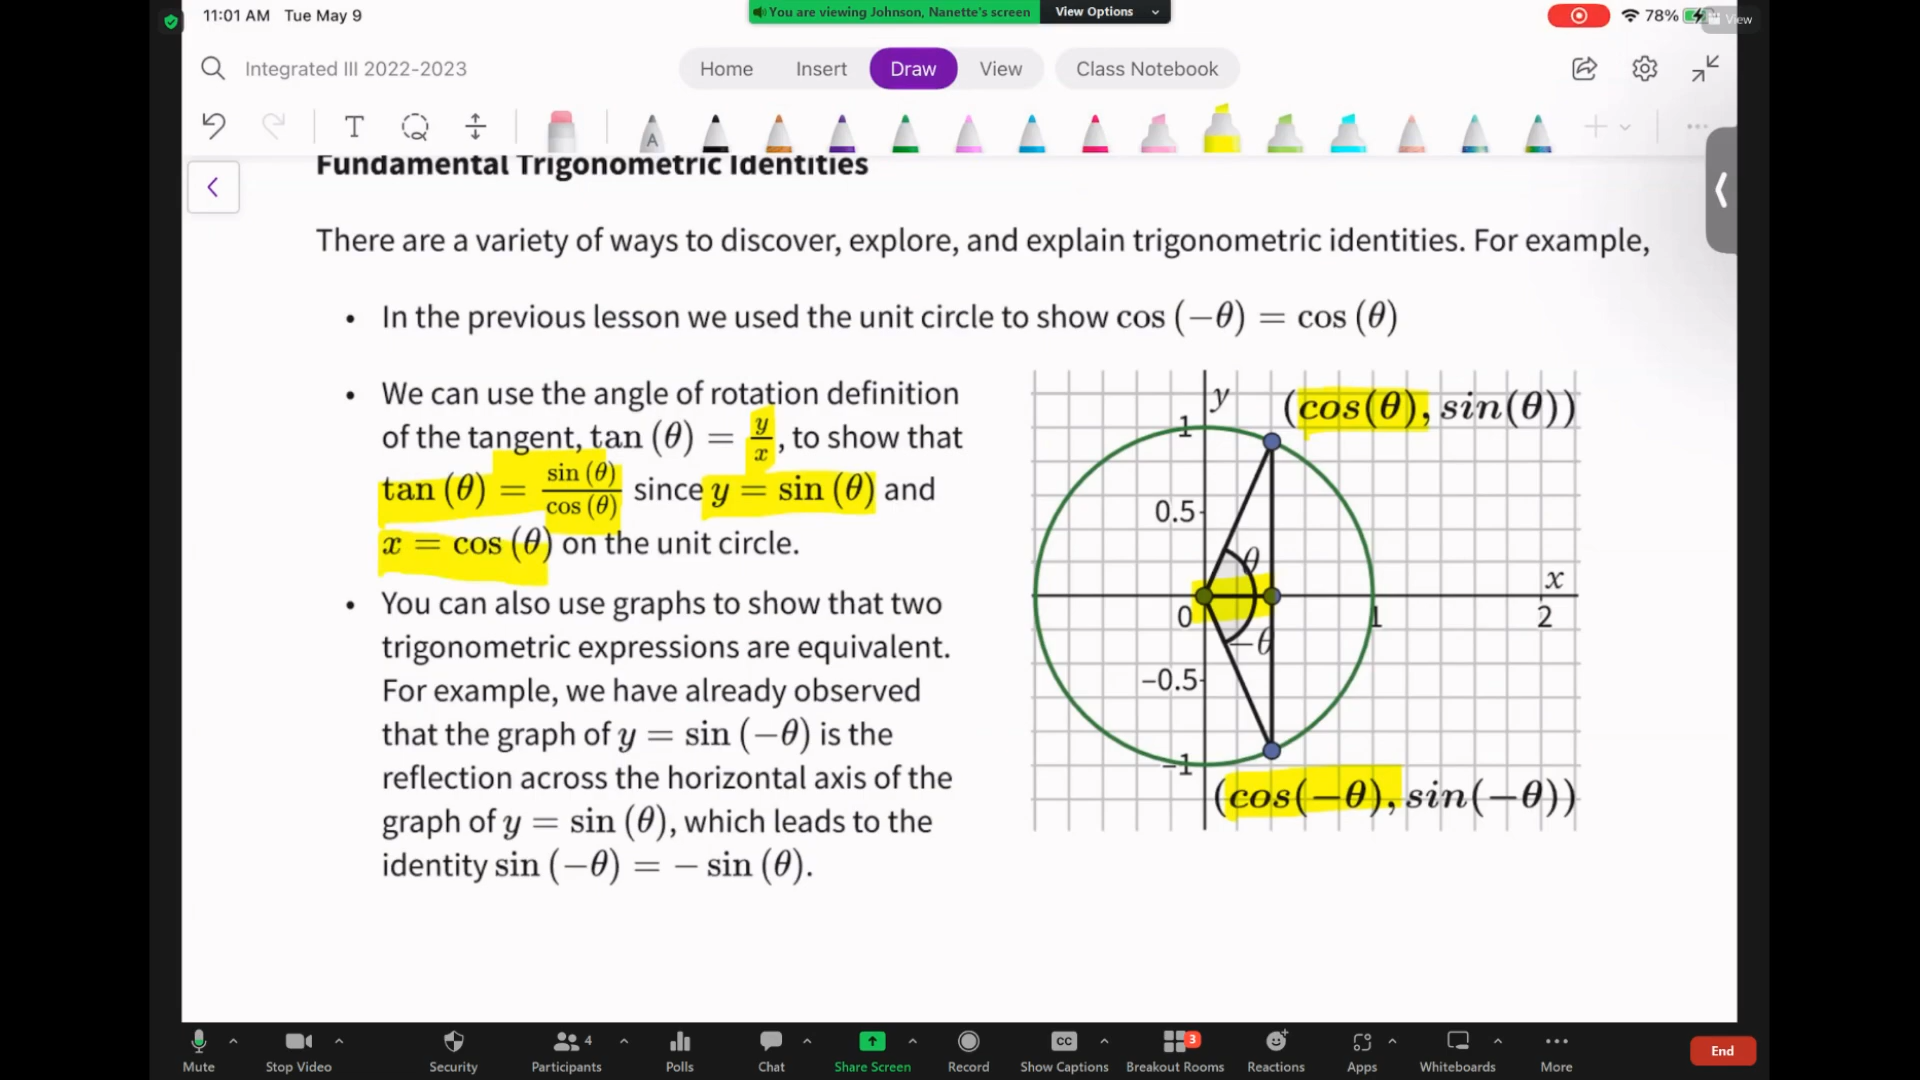 11:01 AM Tue May 9
You are viewing Johnson, Nanette's screen View Options
78%
View
Integrated III 2022-2023
Home Insert Draw View Class Notebook
T
A
Fundamental Trigonometric Identities
There are a variety of ways to discover, explore, and explain trigonometric identities. For example,
• In the previous lesson we used the unit circle to show cos (−θ) = cos (θ)
• We can use the angle of rotation definition
of the tangent, tan (θ) = y/x, to show that
tan (θ) = sin (θ)/cos (θ) since y = sin (θ) and
x = cos (θ) on the unit circle.
• You can also use graphs to show that two
trigonometric expressions are equivalent.
For example, we have already observed
that the graph of y = sin (−θ) is the
reflection across the horizontal axis of the
graph of y = sin (θ), which leads to the
identity sin (−θ) = − sin (θ).
y
(cos(θ), sin(θ))
1
0.5
θ
x
0
1
2
−θ
−0.5
−1
(cos(−θ), sin(−θ))
Mute
Stop Video
Security
4
Participants
Polls
Chat
Share Screen
Record
CC
Show Captions
3
Breakout Rooms
Reactions
Apps
Whiteboards
More
End